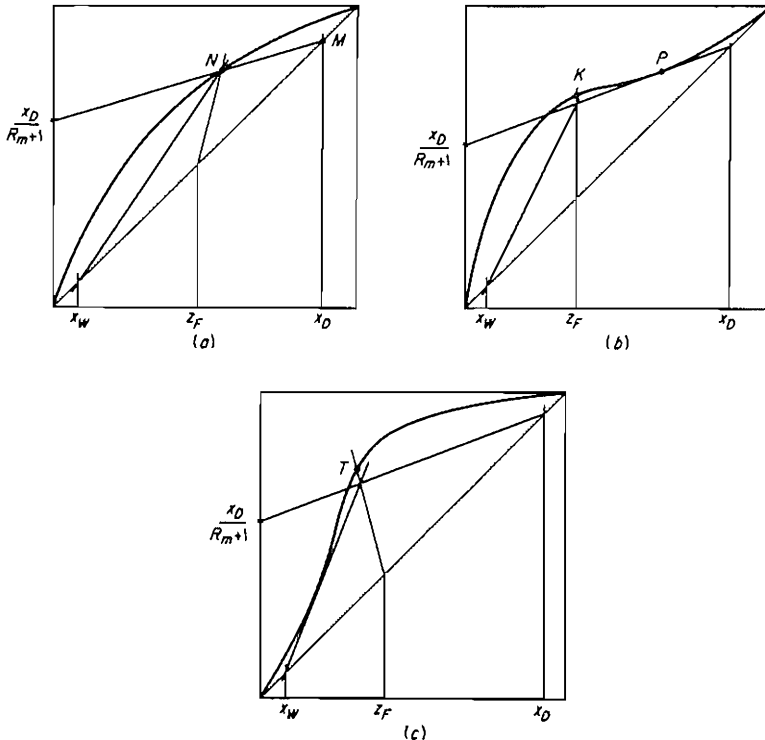 N
M
x_D
R_m+1
x_W
z_F
x_D
(a)
K
P
x_D
R_m+1
x_W
z_F
x_D
(b)
T
x_D
R_m+1
x_W
z_F
x_D
(c)